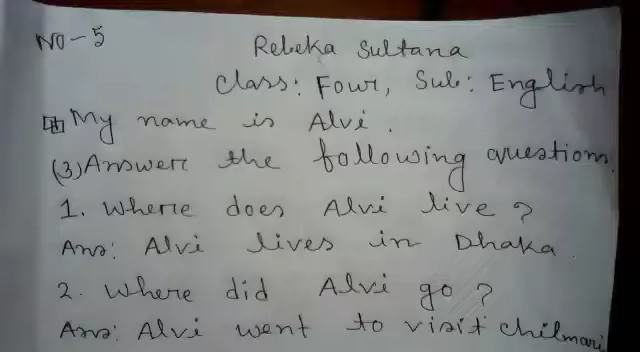 NO-5
Rebeka Sultana
Class: Four, Sub: English
My name is Alvi.
(3) Answer the following questions.
1. Where does Alvi live?
Ans: Alvi lives in Dhaka.
2. Where did Alvi go?
Ans: Alvi went to visit Chilmari